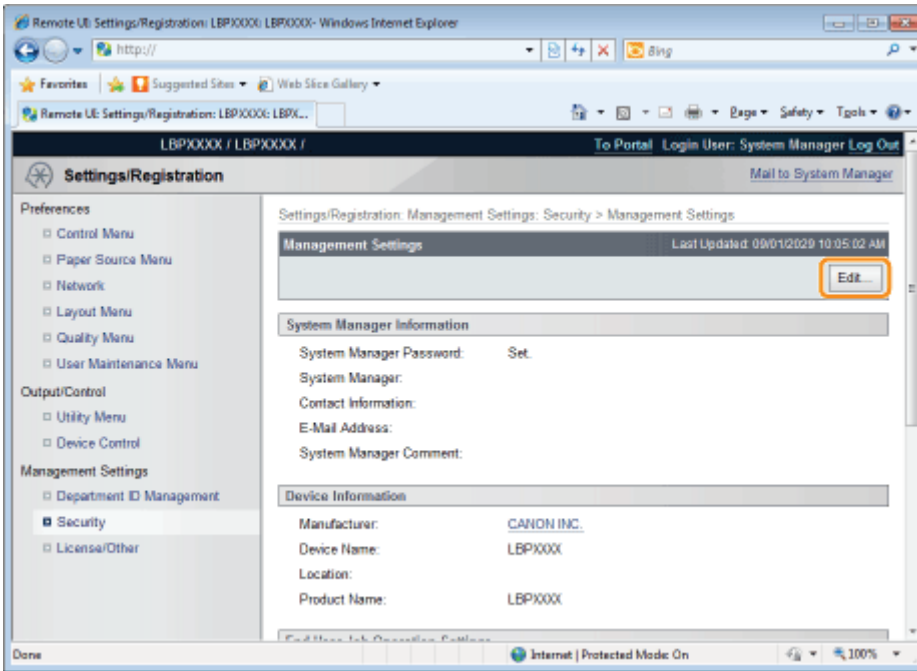 Remote UI: Settings/Registration: LBPXXXX: LBPXXXX- Windows Internet Explorer
http://
Bing
Favorites Suggested Sites Web Slice Gallery
Remote UI: Settings/Registration: LBPXXXX: LBPX...
Page Safety Tools
LBPXXXX / LBPXXXX /
To Portal Login User: System Manager Log Out
Settings/Registration
Mail to System Manager
Preferences
Control Menu
Paper Source Menu
Network
Layout Menu
Quality Menu
User Maintenance Menu
Output/Control
Utility Menu
Device Control
Management Settings
Department ID Management
Security
License/Other
Settings/Registration: Management Settings: Security > Management Settings
Management Settings
Last Updated: 09/01/2029 10:05:02 AM
Edit...
System Manager Information
System Manager Password: Set.
System Manager:
Contact Information:
E-Mail Address:
System Manager Comment:
Device Information
Manufacturer: CANON INC.
Device Name: LBPXXXX
Location:
Product Name: LBPXXXX
End User Job Operation Settings
Done
Internet | Protected Mode: On
100%